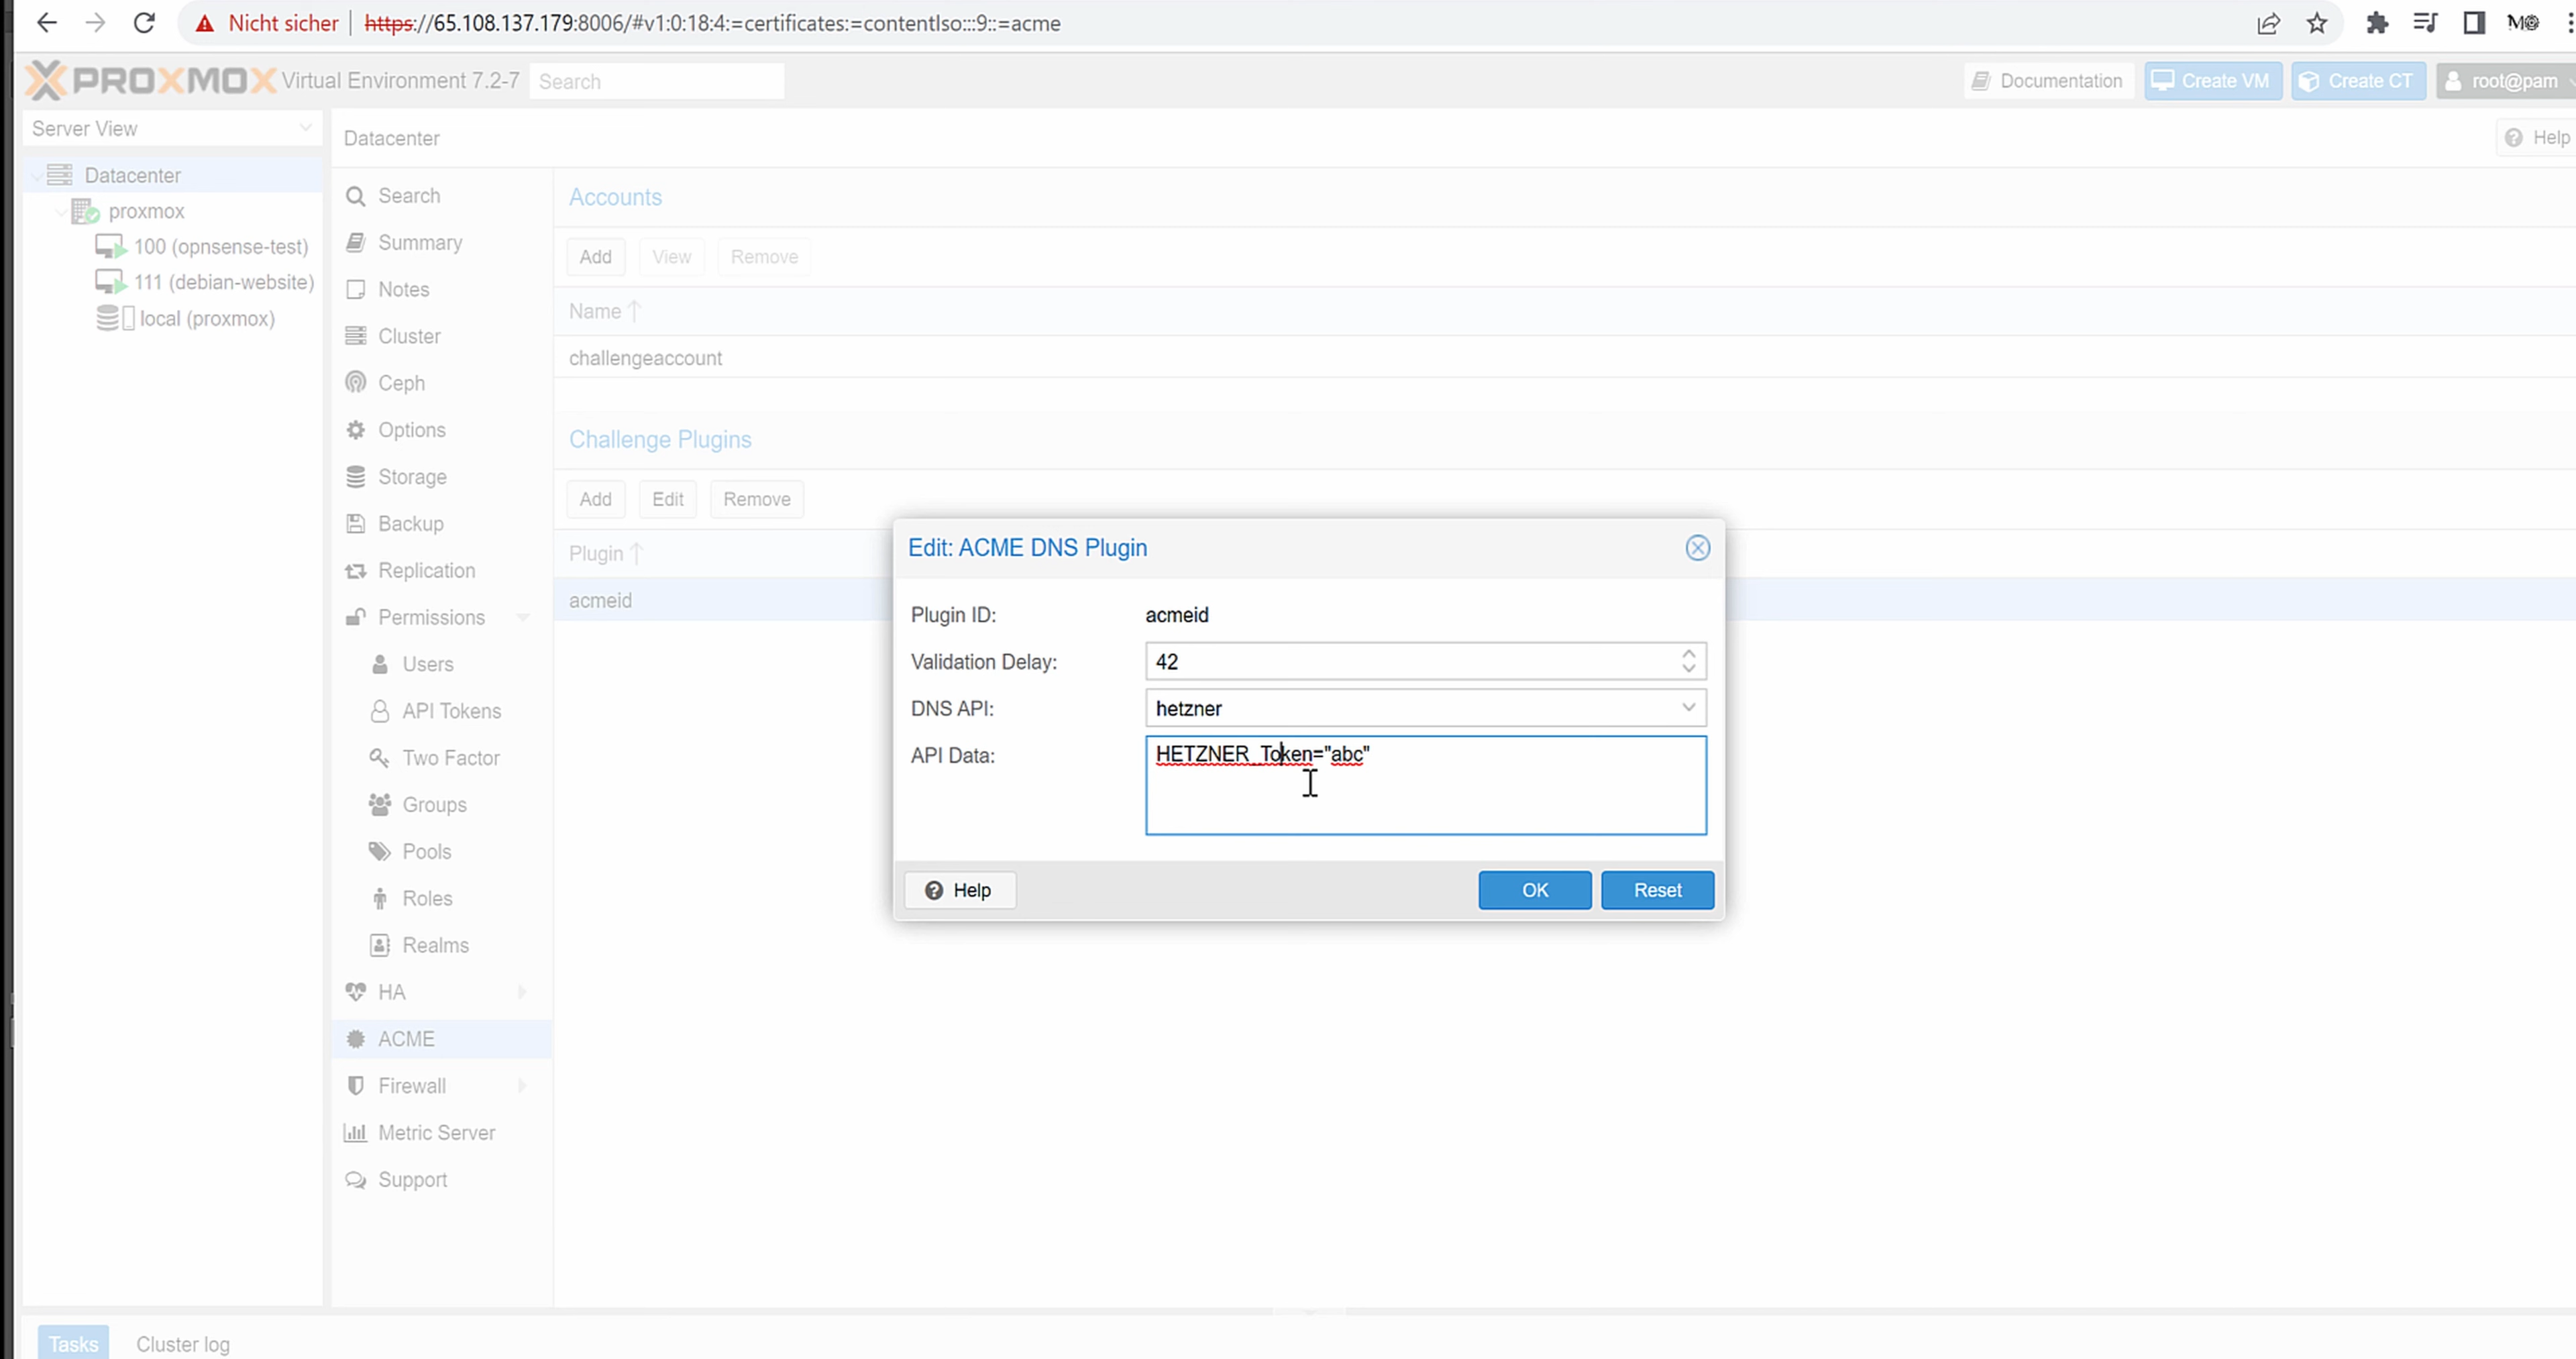 Nicht sicher | https://65.108.137.179:8006/#v1:0:18:4:=certificates:=contentIso:::9::=acme
PROXMOX Virtual Environment 7.2-7 Search Documentation Create VM Create CT root@pam
Server View
Datacenter
proxmox
100 (opnsense-test)
111 (debian-website)
local (proxmox)
Datacenter
Help
Search
Summary
Notes
Cluster
Ceph
Options
Storage
Backup
Replication
Permissions
Users
API Tokens
Two Factor
Groups
Pools
Roles
Realms
HA
ACME
Firewall
Metric Server
Support
Accounts
Add View Remove
Name
challengeaccount
Challenge Plugins
Add Edit Remove
Plugin
acmeid
Edit: ACME DNS Plugin
Plugin ID: acmeid
Validation Delay: 42
DNS API: hetzner
API Data: HETZNER_Token="abc"
Help OK Reset
Tasks Cluster log